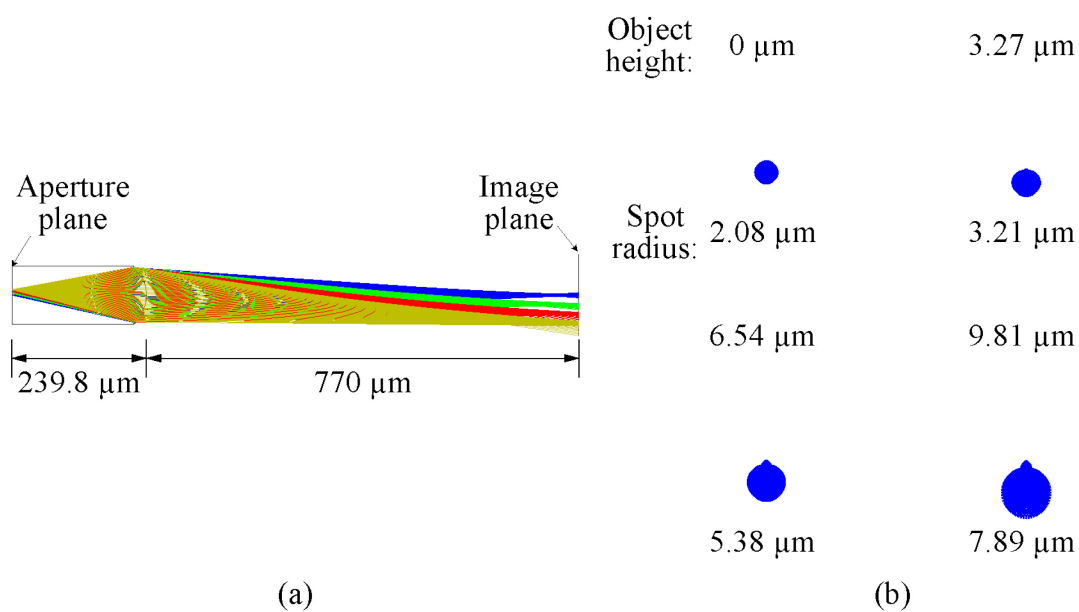 Object
height:
0 µm
3.27 µm
Aperture
plane
Image
plane
Spot
radius:
2.08 µm
3.21 µm
6.54 µm
9.81 µm
239.8 µm
770 µm
5.38 µm
7.89 µm
(a)
(b)